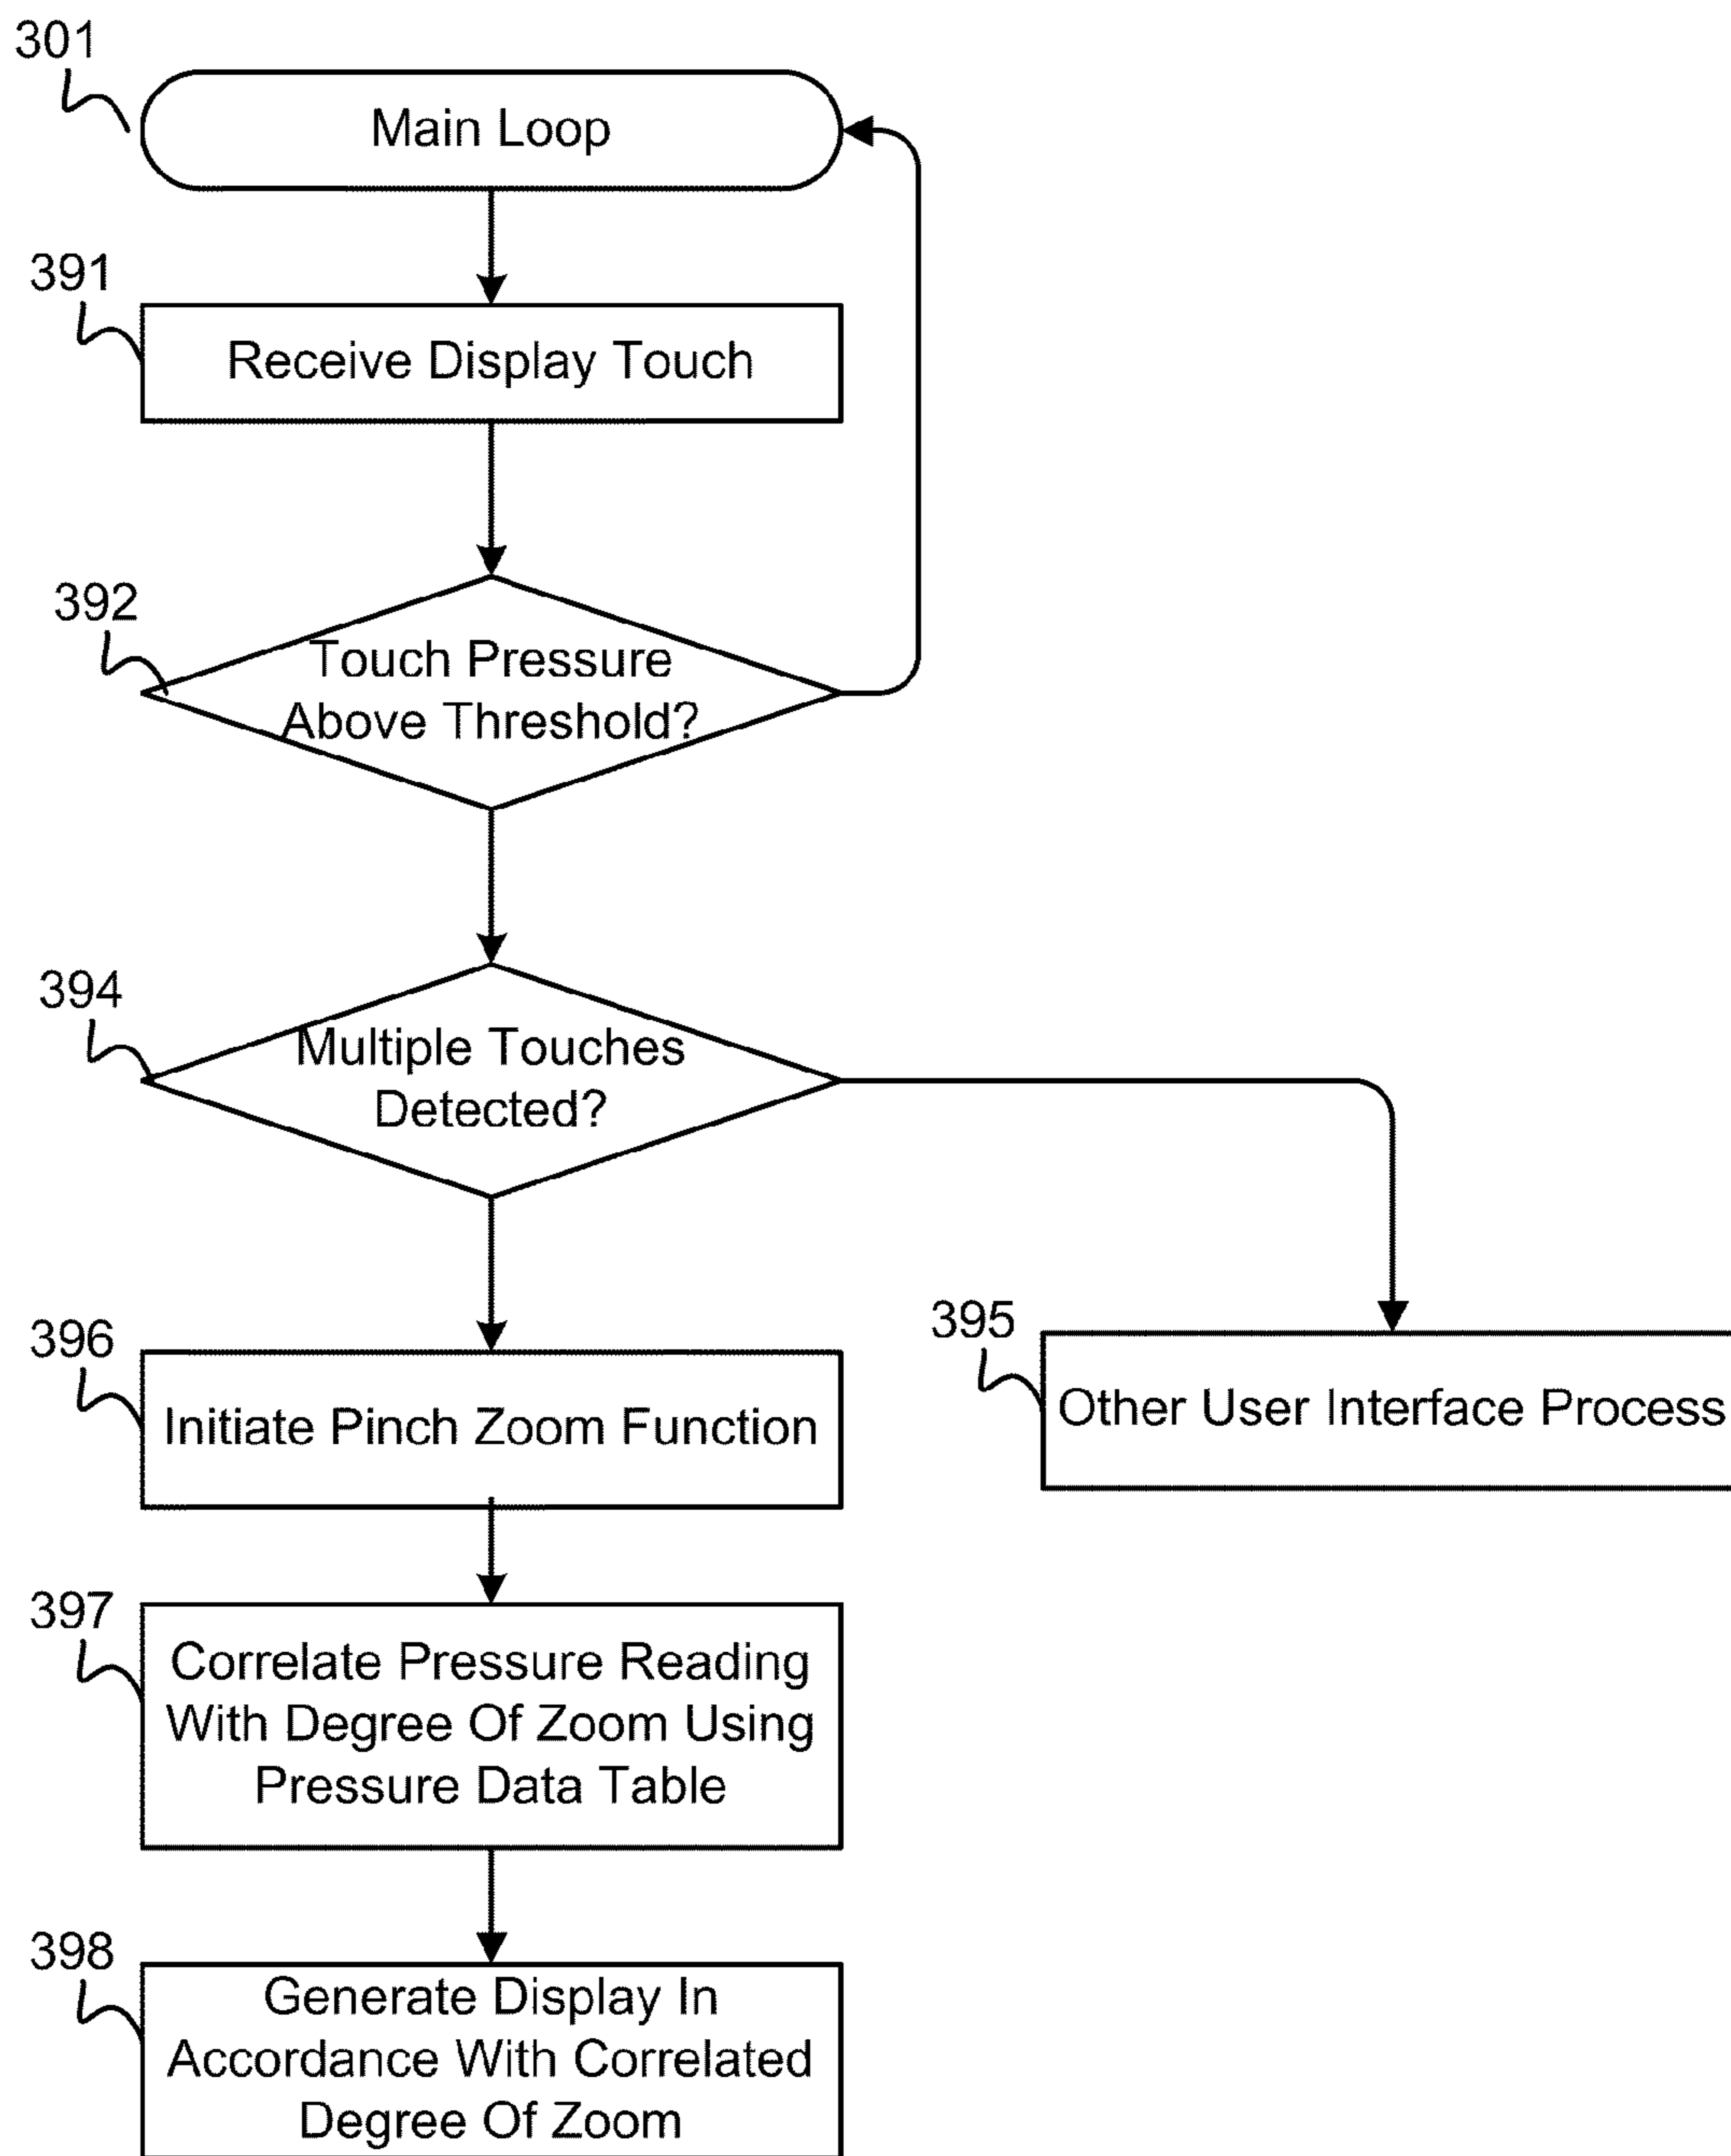 301
Main Loop
391
Receive Display Touch
392
Touch Pressure
Above Threshold?
394
Multiple Touches
Detected?
396
Initiate Pinch Zoom Function
395
Other User Interface Process
397
Correlate Pressure Reading
With Degree Of Zoom Using
Pressure Data Table
398
Generate Display In
Accordance With Correlated
Degree Of Zoom